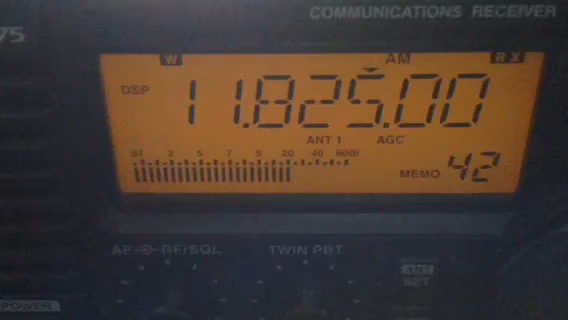 COMMUNICATIONS RECEIVER
75
W AM RX
DSP 11.825.00
ANT 1 AGC
S1 3 5 7 9 20 40 60dB
MEMO 42
AF RF/SQL TWIN PBT
ANT
SET
POWER